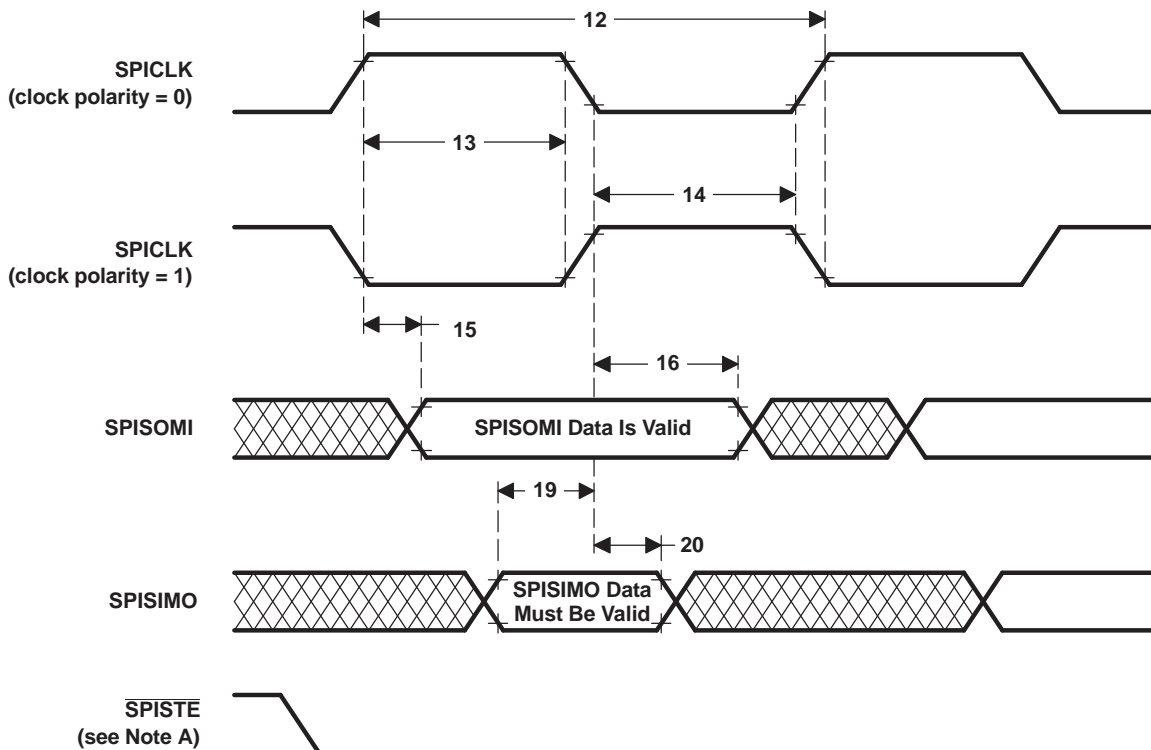 12
SPICLK
(clock polarity = 0)
13
14
SPICLK
(clock polarity = 1)
15
16
SPISOMI
SPISOMI Data Is Valid
19
20
SPISIMO
SPISIMO Data
Must Be Valid
SPISTE
(see Note A)